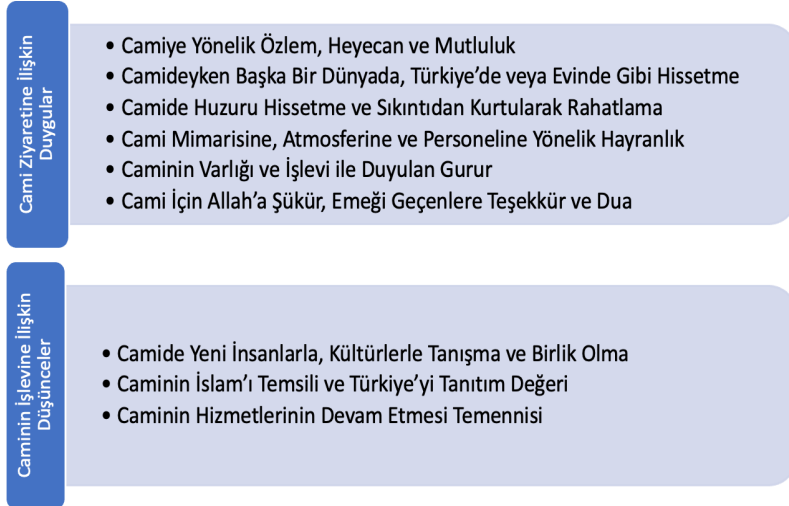 Cami Ziyaretine İlişkin
Duygular
• Camiye Yönelik Özlem, Heyecan ve Mutluluk
• Camideyken Başka Bir Dünyada, Türkiye’de veya Evinde Gibi Hissetme
• Camide Huzuru Hissetme ve Sıkıntıdan Kurtularak Rahatlama
• Cami Mimarisine, Atmosferine ve Personeline Yönelik Hayranlık
• Caminin Varlığı ve İşlevi ile Duyulan Gurur
• Cami İçin Allah’a Şükür, Emeği Geçenlere Teşekkür ve Dua
Caminin İşlevine İlişkin
Düşünceler
• Camide Yeni İnsanlarla, Kültürlerle Tanışma ve Birlik Olma
• Caminin İslam’ı Temsili ve Türkiye’yi Tanıtım Değeri
• Caminin Hizmetlerinin Devam Etmesi Temennisi